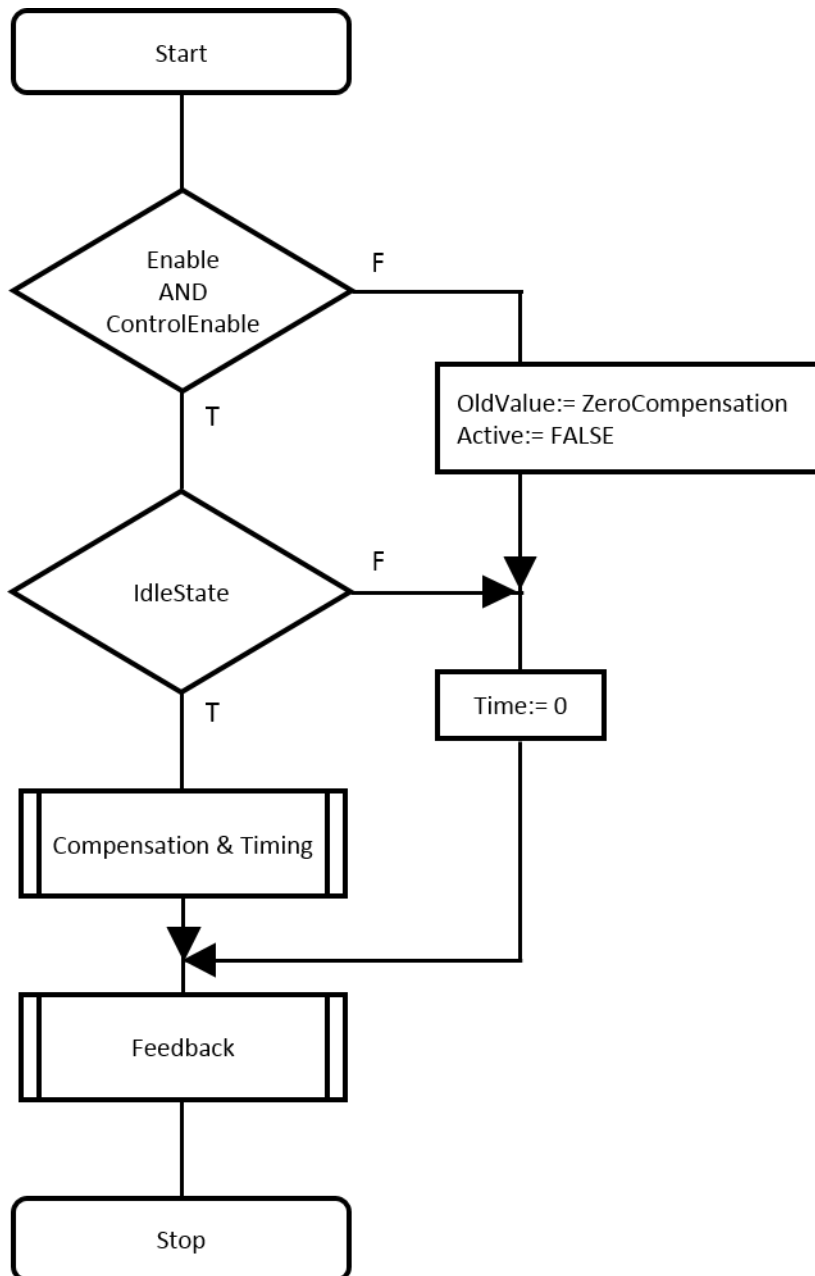 Start
Enable
AND
ControlEnable
F
T
OldValue:= ZeroCompensation
Active:= FALSE
IdleState
F
T
Time:= 0
Compensation & Timing
Feedback
Stop